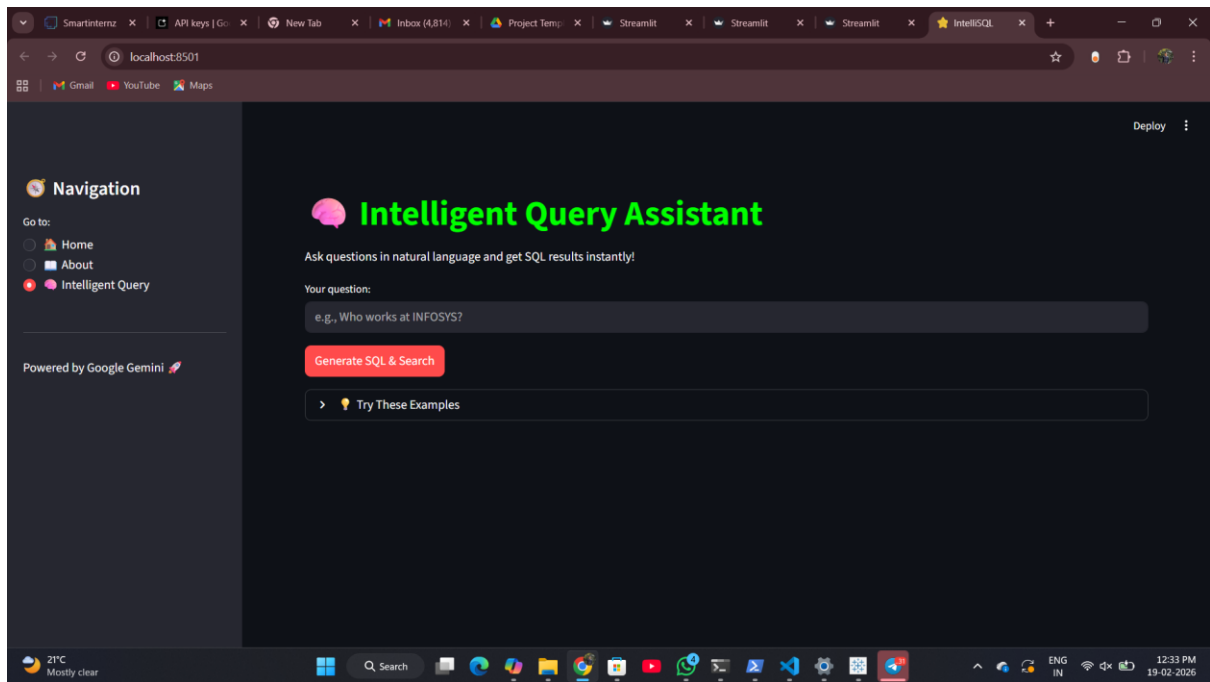 Smartinternz
API keys | Go
New Tab
Inbox (4,814)
Project Temp
Streamlit
Streamlit
Streamlit
IntelliSQL
localhost:8501
Gmail
YouTube
Maps
Deploy
Navigation
Go to:
Home
About
Intelligent Query
Powered by Google Gemini
Intelligent Query Assistant
Ask questions in natural language and get SQL results instantly!
Your question:
e.g., Who works at INFOSYS?
Generate SQL & Search
Try These Examples
21°C
Mostly clear
Search
ENG
IN
12:33 PM
19-02-2026